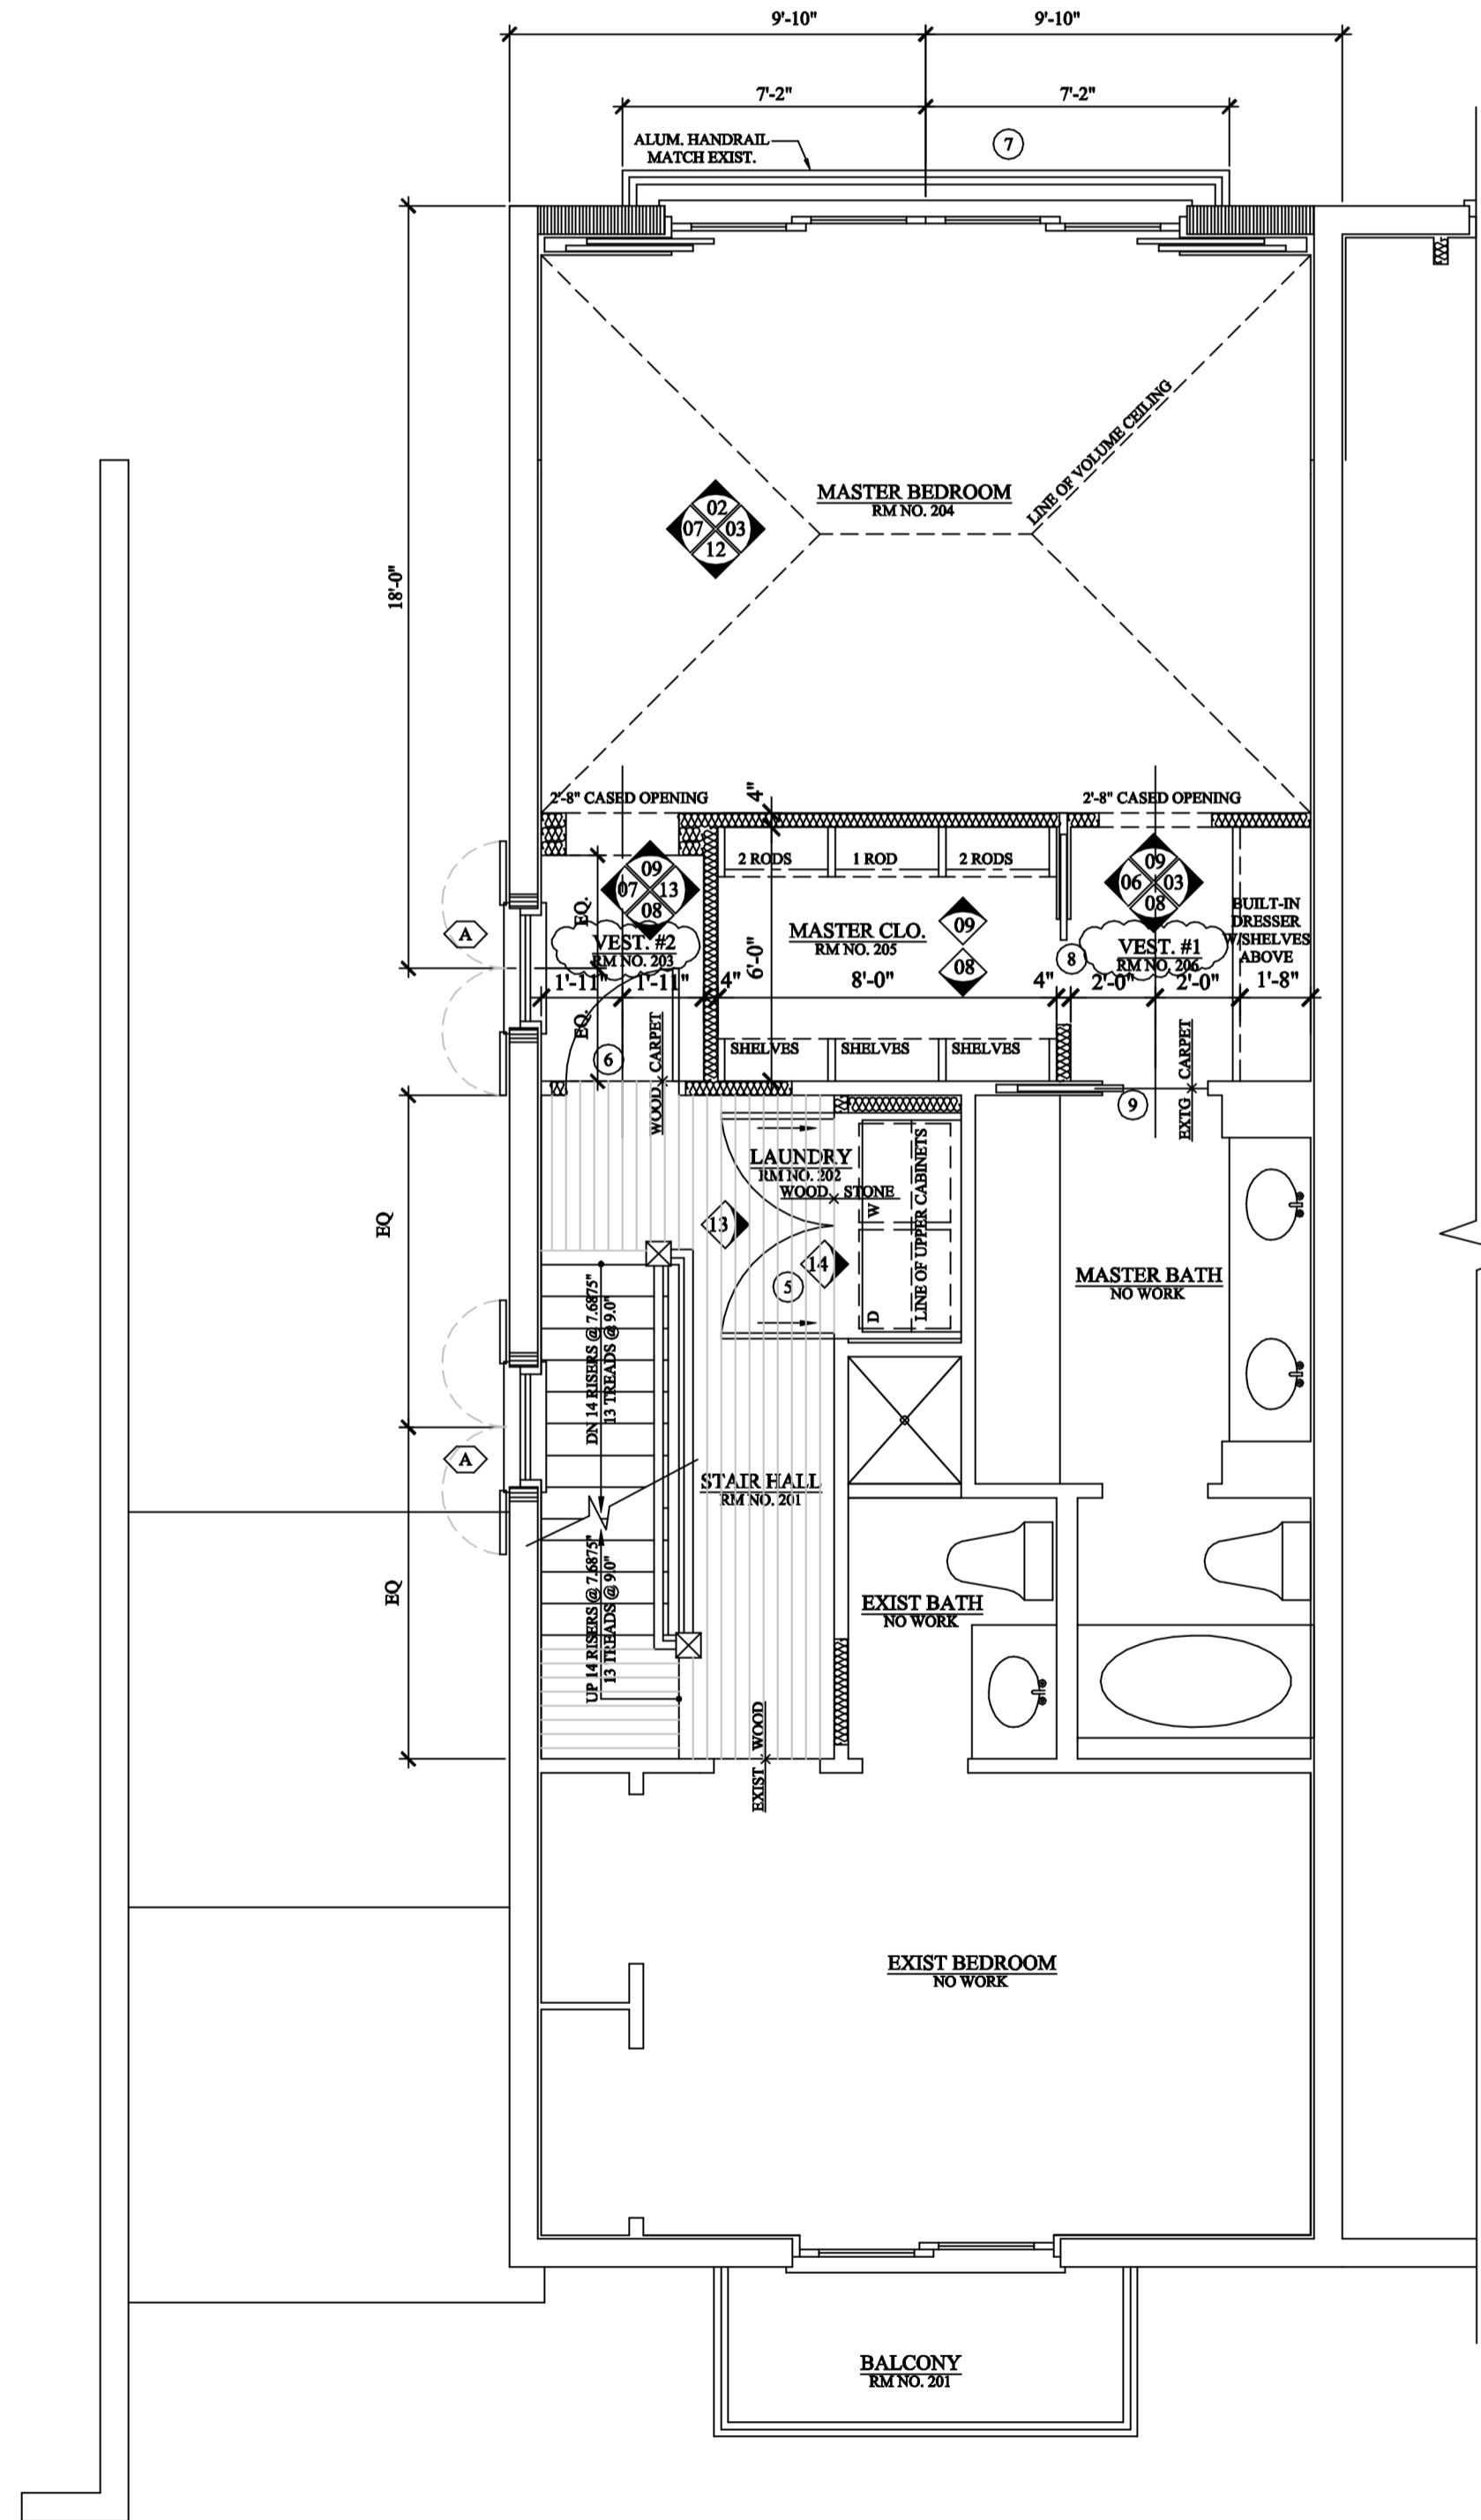 9'-10"
9'-10"
7'-2"
7'-2"
ALUM. HANDRAIL
MATCH EXIST.
7
18'-0"
LINE OF VOLUME CEILING
MASTER BEDROOM
RM NO. 204
02
07
03
12
2'-8" CASED OPENING
4"
2'-8" CASED OPENING
09
07
13
08
2 RODS
1 ROD
2 RODS
09
06
03
08
EQ.
A
VEST. #2
RM NO. 203
MASTER CLO.
RM NO. 205
09
08
6'-0"
8
VEST. #1
RM NO. 206
BUILT-IN
DRESSER
W/SHELVES
ABOVE
1'-11"
1'-11"
4"
8'-0"
4"
2'-0"
2'-0"
1'-8"
EQ.
6
WOOD CARPET
SHELVES
SHELVES
SHELVES
9
EXTG CARPET
LAUNDRY
RM NO. 202
WOOD STONE
W
LINE OF UPPER CABINETS
EQ
13
14
5
D
MASTER BATH
NO WORK
DN 14 RISERS @ 7.6875"
13 TREADS @ 9.0"
A
STAIR HALL
RM NO. 201
EQ
UP 14 RISERS @ 7.6875"
13 TREADS @ 9.0"
EXIST BATH
NO WORK
EXIST WOOD
EXIST BEDROOM
NO WORK
BALCONY
RM NO. 201